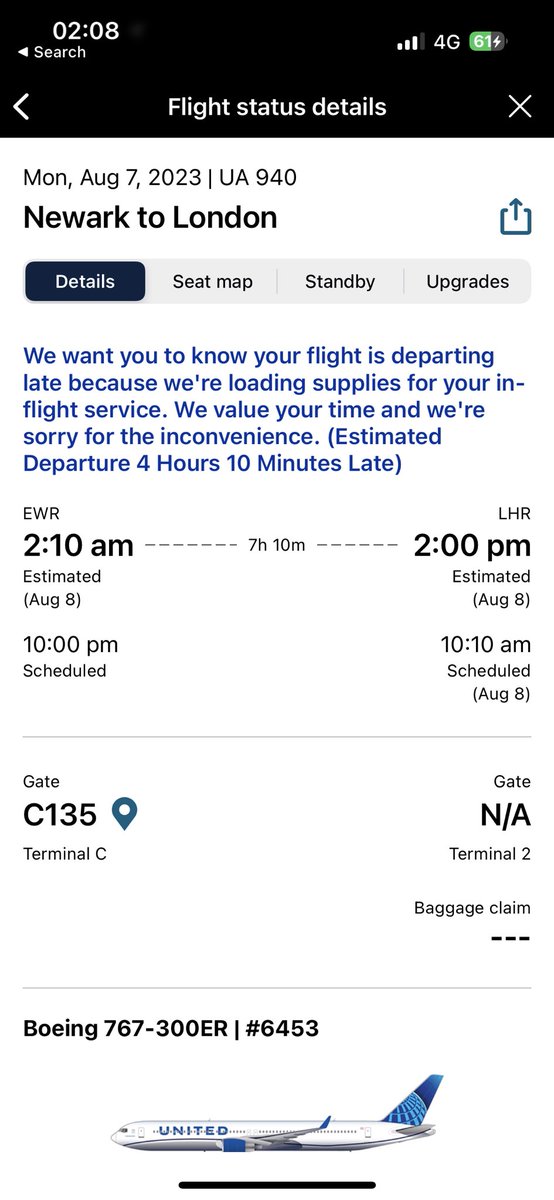 02:08
4G 61
◀ Search
Flight status details
Mon, Aug 7, 2023 | UA 940
Newark to London
Details Seat map Standby Upgrades
We want you to know your flight is departing
late because we're loading supplies for your in-
flight service. We value your time and we're
sorry for the inconvenience. (Estimated
Departure 4 Hours 10 Minutes Late)
EWR LHR
2:10 am 7h 10m 2:00 pm
Estimated Estimated
(Aug 8) (Aug 8)
10:00 pm 10:10 am
Scheduled Scheduled
(Aug 8)
Gate Gate
C135 N/A
Terminal C Terminal 2
Baggage claim
---
Boeing 767-300ER | #6453
UNITED